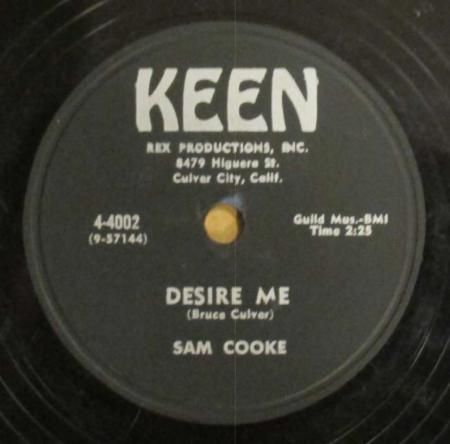 KEEN
REX PRODUCTIONS, INC.
8479 Higuera St.
Culver City, Calif.
4-4002
(9-57144)
Guild Mus.-BMI
Time 2:25
DESIRE ME
(Bruce Culver)
SAM COOKE